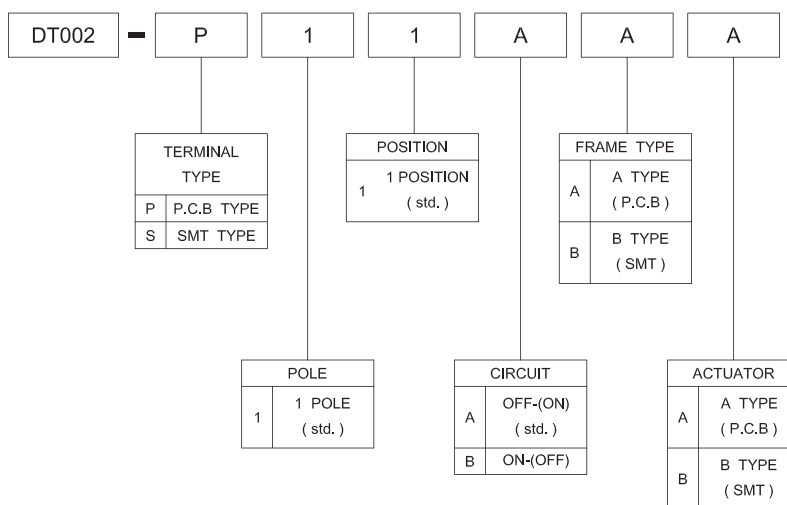 DT002 - P 1 1 A A A
TERMINAL
TYPE
P P.C.B TYPE
S SMT TYPE
POSITION
1 1 POSITION
( std. )
FRAME TYPE
A A TYPE
( P.C.B )
B B TYPE
( SMT )
POLE
1 1 POLE
( std. )
CIRCUIT
A OFF-(ON)
( std. )
B ON-(OFF)
ACTUATOR
A A TYPE
( P.C.B )
B B TYPE
( SMT )